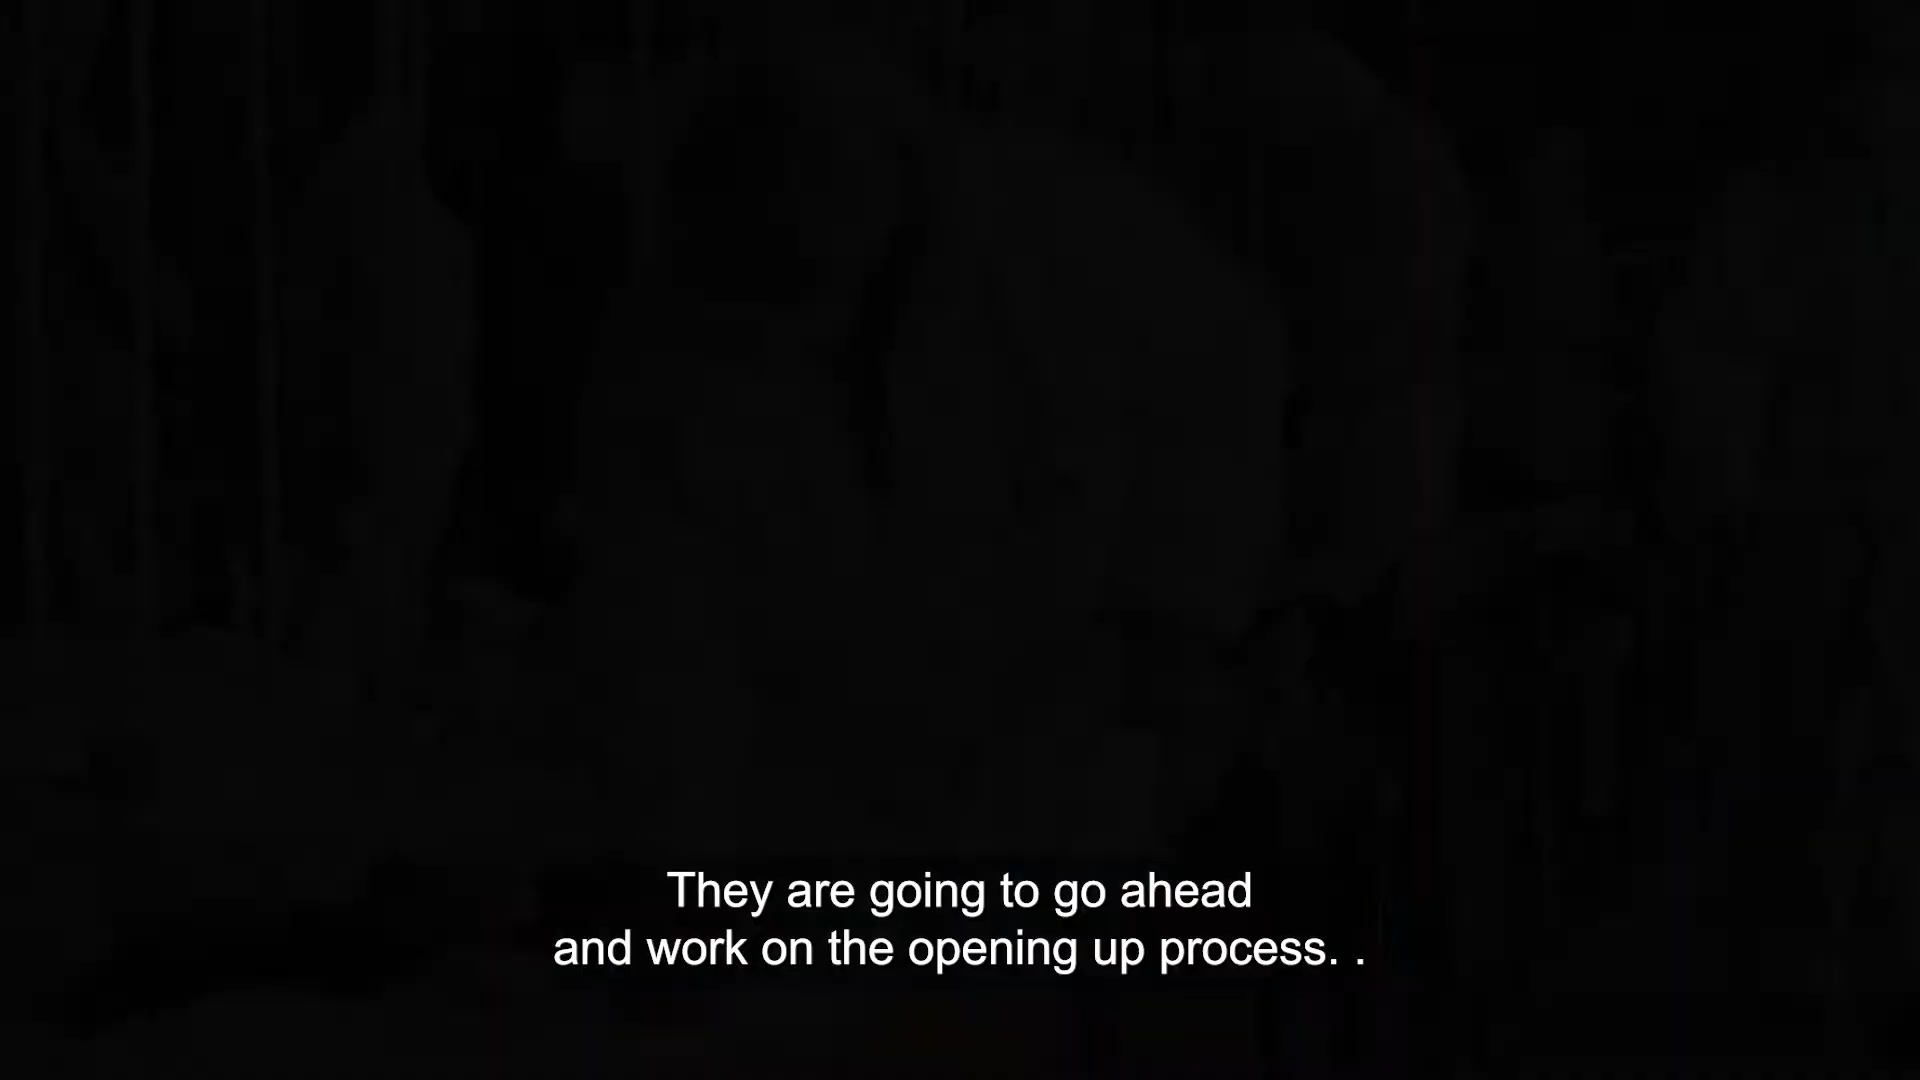 They are going to go ahead
and work on the opening up process. .